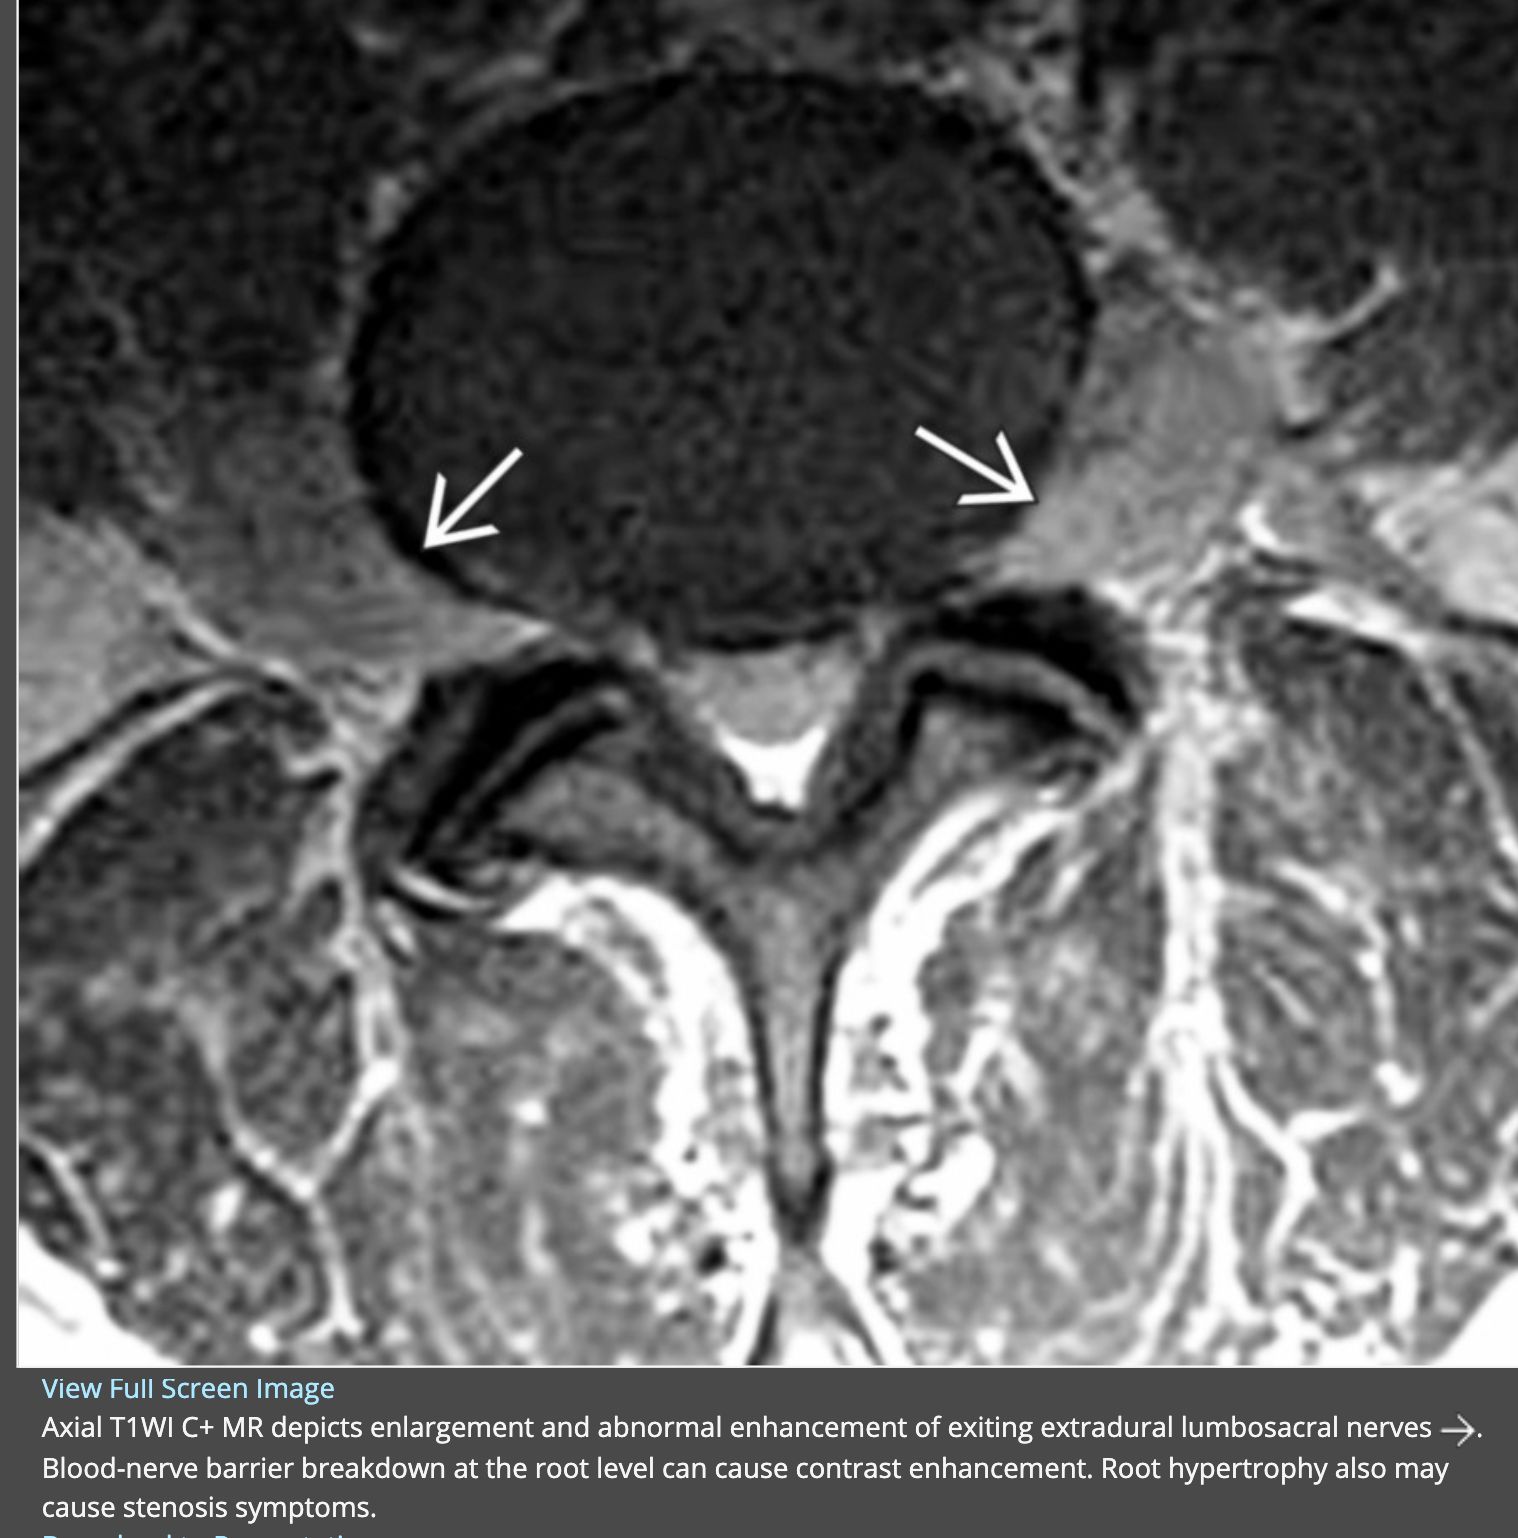 View Full Screen Image
Axial T1WI C+ MR depicts enlargement and abnormal enhancement of exiting extradural lumbosacral nerves →.
Blood-nerve barrier breakdown at the root level can cause contrast enhancement. Root hypertrophy also may
cause stenosis symptoms.